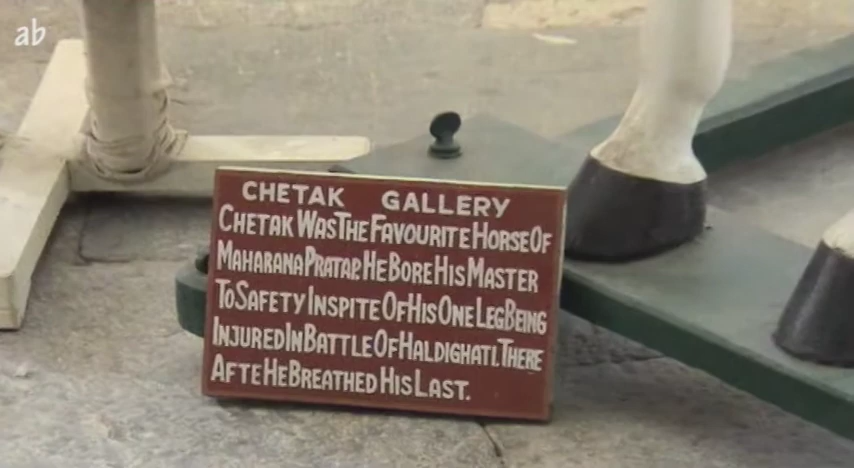 ab
CHETAK GALLERY
CHETAK WAS THE FAVOURITE HORSE OF
MAHARANA PRATAP. HE BORE HIS MASTER
TO SAFETY INSPITE OF HIS ONE LEG BEING
INJURED IN BATTLE OF HALDIGHATI. THERE
AFTE HE BREATHED HIS LAST.